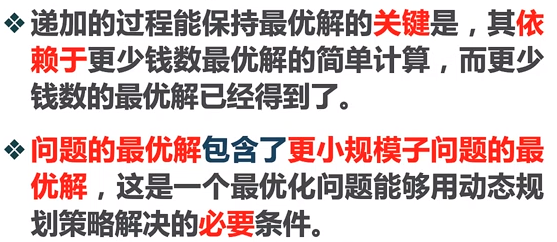 ❖ 递加的过程能保持最优解的关键是，其依
赖于更少钱数最优解的简单计算，而更少
钱数的最优解已经得到了。
❖ 问题的最优解包含了更小规模子问题的最
优解，这是一个最优化问题能够用动态规
划策略解决的必要条件。